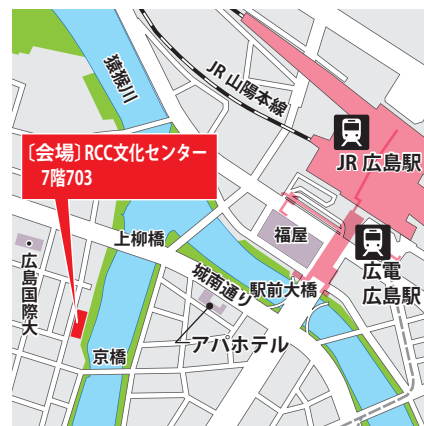 猿猴川
JR 山陽本線
〔会場〕RCC文化センター
7階703
JR 広島駅
上柳橋
福屋
広島国際大
城南通り
駅前大橋
広電
広島駅
アパホテル
京橋